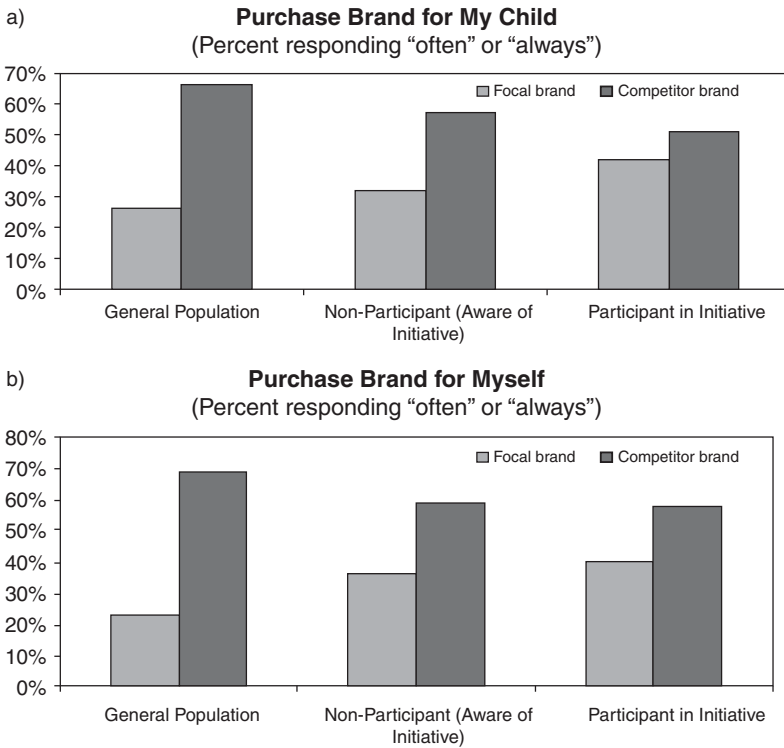 a)
Purchase Brand for My Child
(Percent responding “often” or “always”)
70%
60%
50%
40%
30%
20%
10%
0%
Focal brand
Competitor brand
General Population
Non-Participant (Aware of
Initiative)
Participant in Initiative
b)
Purchase Brand for Myself
(Percent responding “often” or “always”)
80%
70%
60%
50%
40%
30%
20%
10%
0%
Focal brand
Competitor brand
General Population
Non-Participant (Aware of
Initiative)
Participant in Initiative